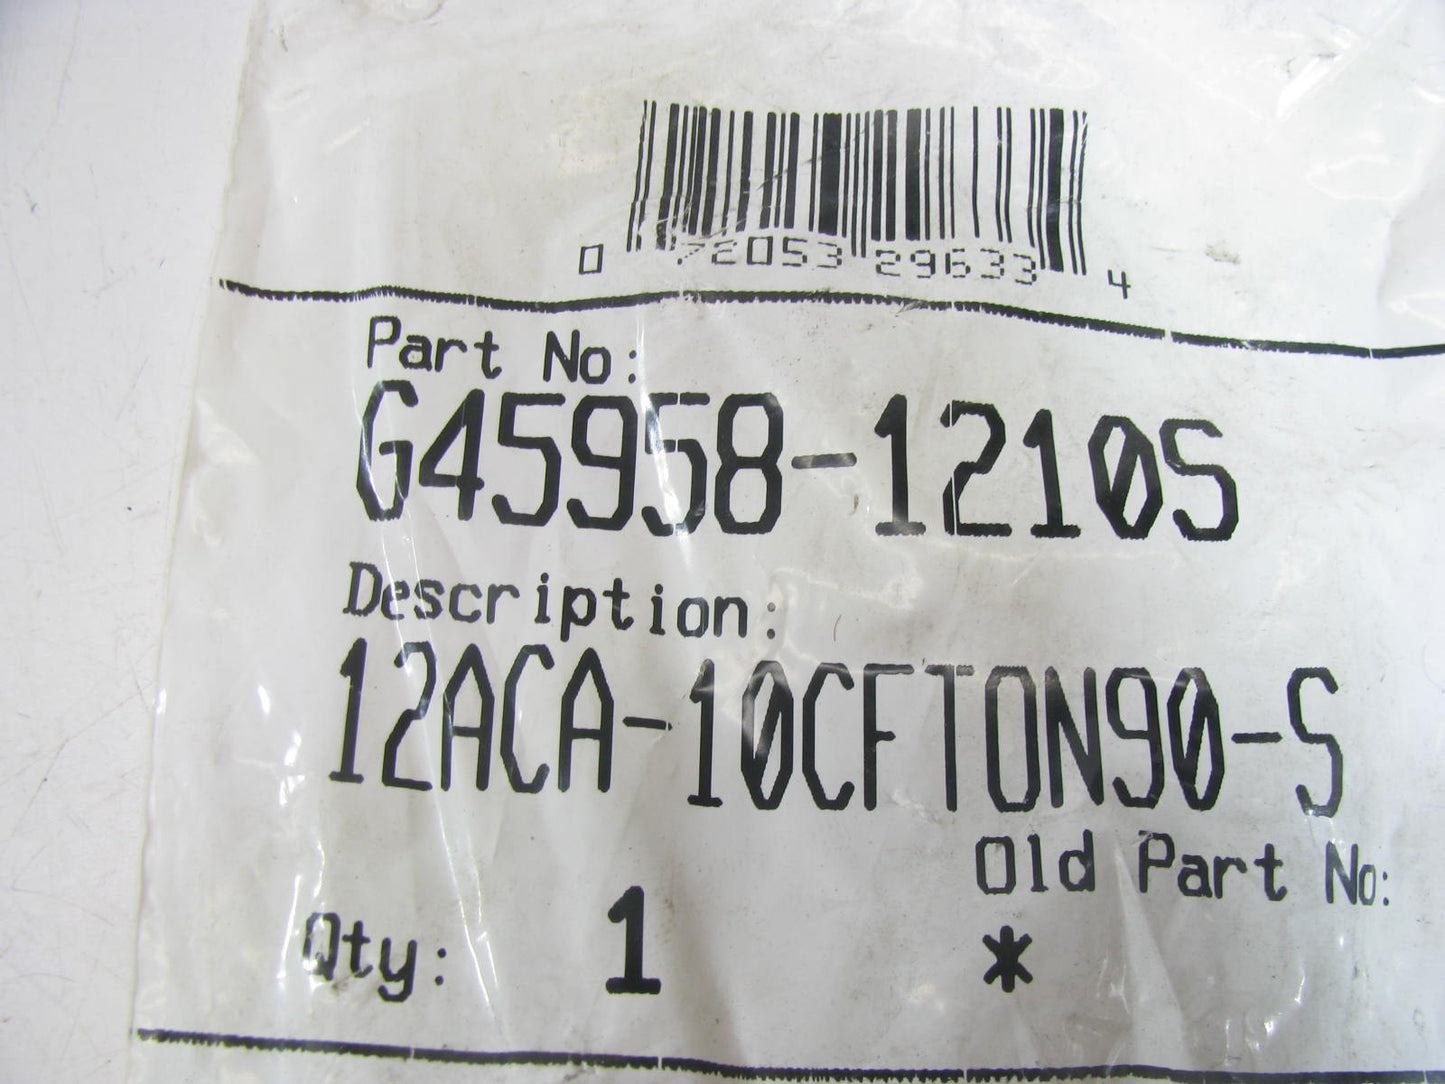 0 72053 29633 4
Part No:
G45958-1210S
Description:
12ACA-10CFTON90-S
Old Part No:
Qty: 1 *